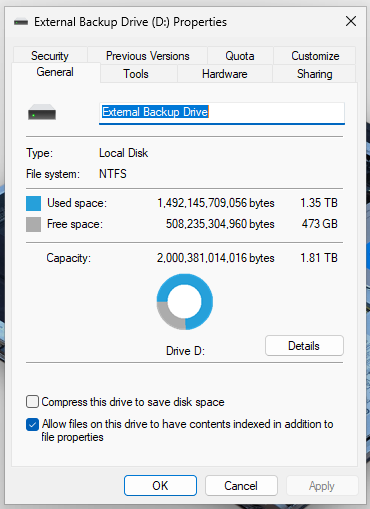 External Backup Drive (D:) Properties
Security Previous Versions Quota Customize
General Tools Hardware Sharing
External Backup Drive
Type: Local Disk
File system: NTFS
Used space: 1,492,145,709,056 bytes 1.35 TB
Free space: 508,235,304,960 bytes 473 GB
Capacity: 2,000,381,014,016 bytes 1.81 TB
Drive D:
Details
Compress this drive to save disk space
Allow files on this drive to have contents indexed in addition to
file properties
OK Cancel Apply